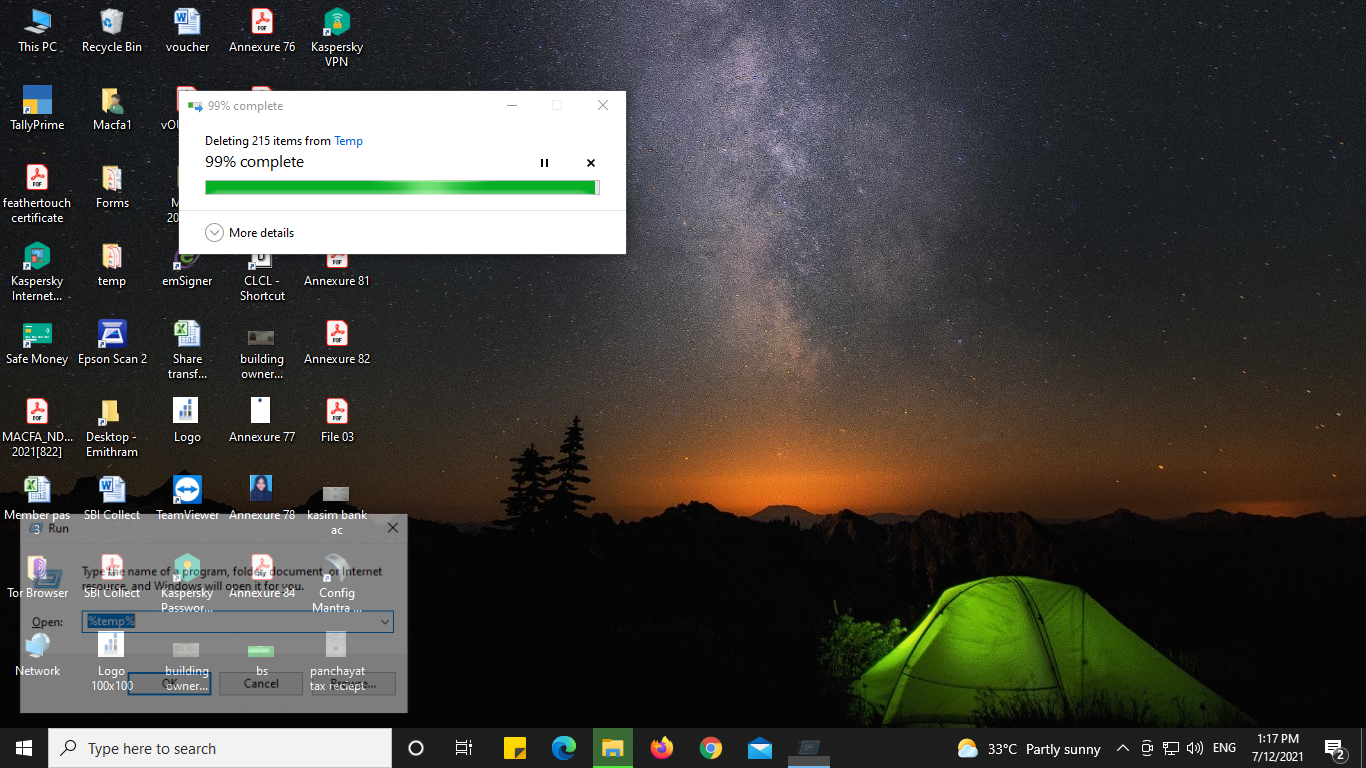 This PC
Recycle Bin
voucher
Annexure 76
Kaspersky
VPN
TallyPrime
Macfa1
99% complete
Deleting 215 items from Temp
99% complete
More details
feathertouch
certificate
Forms
Kaspersky
Internet...
temp
emSigner
CLCL -
Shortcut
Annexure 81
Safe Money
Epson Scan 2
Share
transf...
building
owner...
Annexure 82
MACFA_ND...
2021[822]
Desktop -
Emithram
Logo
Annexure 77
File 03
Member pas
3
SBI Collect
TeamViewer
Annexure 78
kasim bank
ac
Run
Type the name of a program, folder, document, or Internet
resource, and Windows will open it for you.
Tor Browser
SBI Collect
Kaspersky
Passwor...
Annexure 84
Config
Mantra ...
Open:
%temp%
Network
Logo
100x100
building
owner...
bs
panchayat
tax reciept
OK
Cancel
Browse...
Type here to search
33°C Partly sunny
ENG
1:17 PM
7/12/2021
2